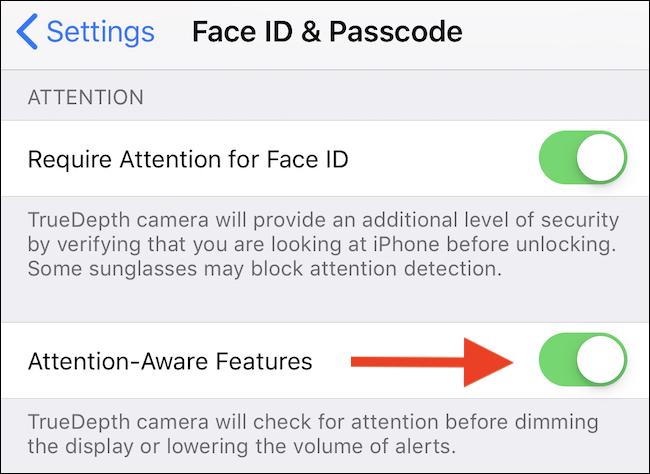 Settings Face ID & Passcode
ATTENTION
Require Attention for Face ID
TrueDepth camera will provide an additional level of security
by verifying that you are looking at iPhone before unlocking.
Some sunglasses may block attention detection.
Attention-Aware Features
TrueDepth camera will check for attention before dimming
the display or lowering the volume of alerts.